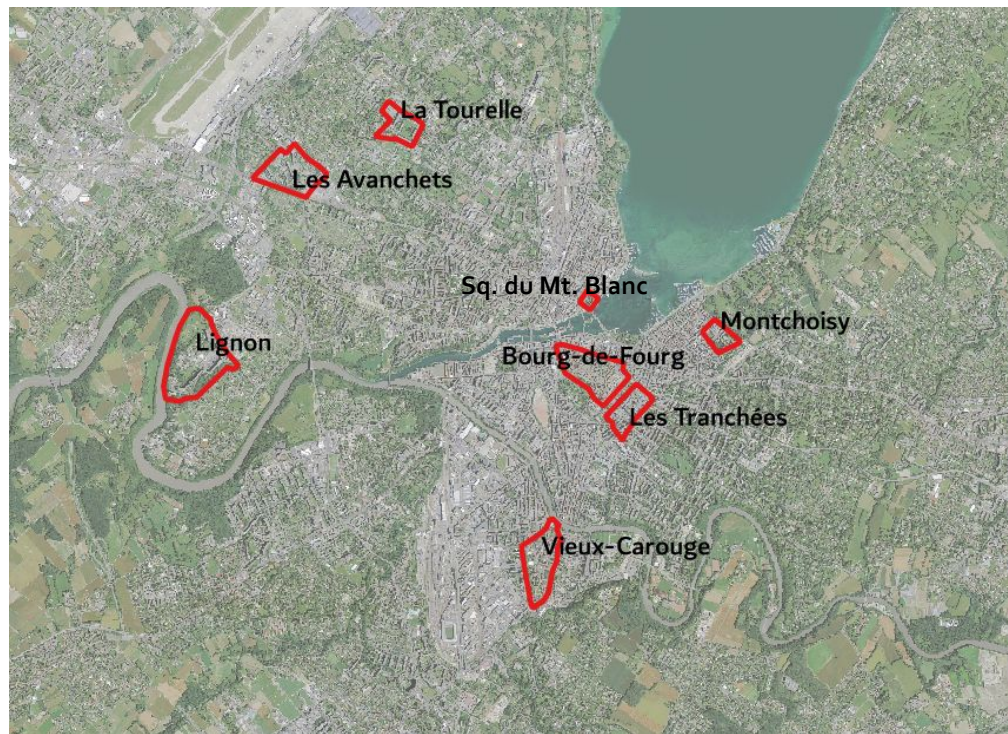 La Tourelle
Les Avanchets
Sq. du Mt. Blanc
Montchoisy
Lignon
Bourg-de-Fourg
Les Tranchées
Vieux-Carouge